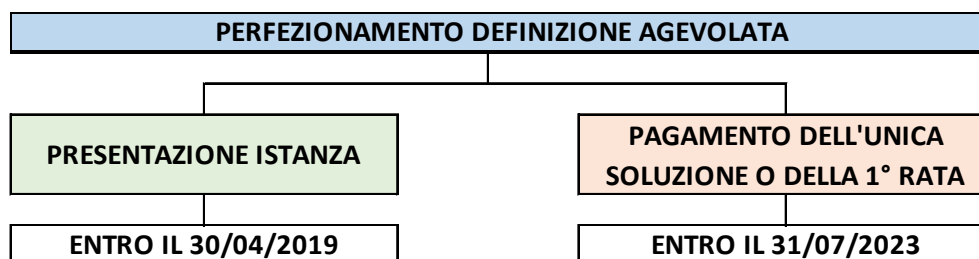 PERFEZIONAMENTO DEFINIZIONE AGEVOLATA
PRESENTAZIONE ISTANZA
PAGAMENTO DELL'UNICA
SOLUZIONE O DELLA 1° RATA
ENTRO IL 30/04/2019
ENTRO IL 31/07/2023